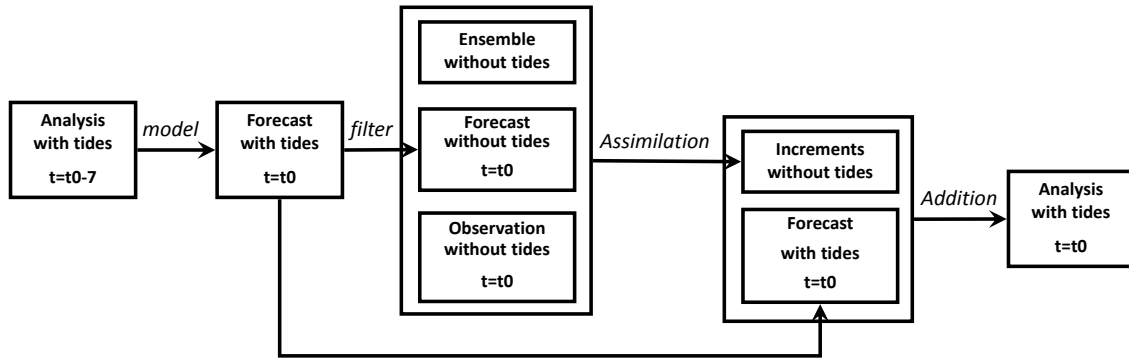 Analysis
with tides
t=t0-7
model
Forecast
with tides
t=t0
filter
Ensemble
without tides
Forecast
without tides
t=t0
Observation
without tides
t=t0
Assimilation
Increments
without tides
Forecast
with tides
t=t0
Addition
Analysis
with tides
t=t0